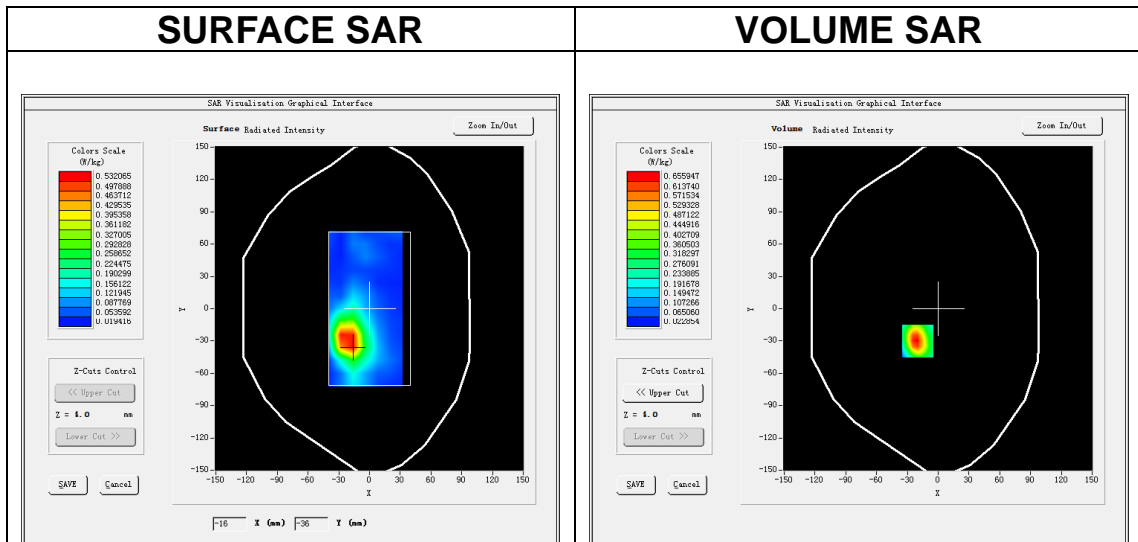 SURFACE SAR
VOLUME SAR
SAR Visualisation Graphical Interface
Surface Radiated Intensity
Zoom In/Out
Colors Scale
(W/kg)
0.532065
0.497888
0.463712
0.429535
0.395358
0.361182
0.327005
0.292828
0.258652
0.224475
0.190299
0.156122
0.121945
0.087769
0.053592
0.019416
150
120
90
60
30
0
-30
-60
-90
-120
-150
Y
-150 -120 -90 -60 -30 0 30 60 90 120 150
X
Z-Cuts Control
<< Upper Cut
Z = 4.0 mm
Lower Cut >>
SAVE
Cancel
-16 X (mm) -36 Y (mm)
SAR Visualisation Graphical Interface
Volume Radiated Intensity
Zoom In/Out
Colors Scale
(W/kg)
0.655947
0.613740
0.571534
0.529328
0.487122
0.444916
0.402709
0.360503
0.318297
0.276091
0.233885
0.191678
0.149472
0.107266
0.065060
0.022854
150
120
90
60
30
0
-30
-60
-90
-120
-150
Y
-150 -120 -90 -60 -30 0 30 60 90 120 150
X
Z-Cuts Control
<< Upper Cut
Z = 4.0 mm
Lower Cut >>
SAVE
Cancel